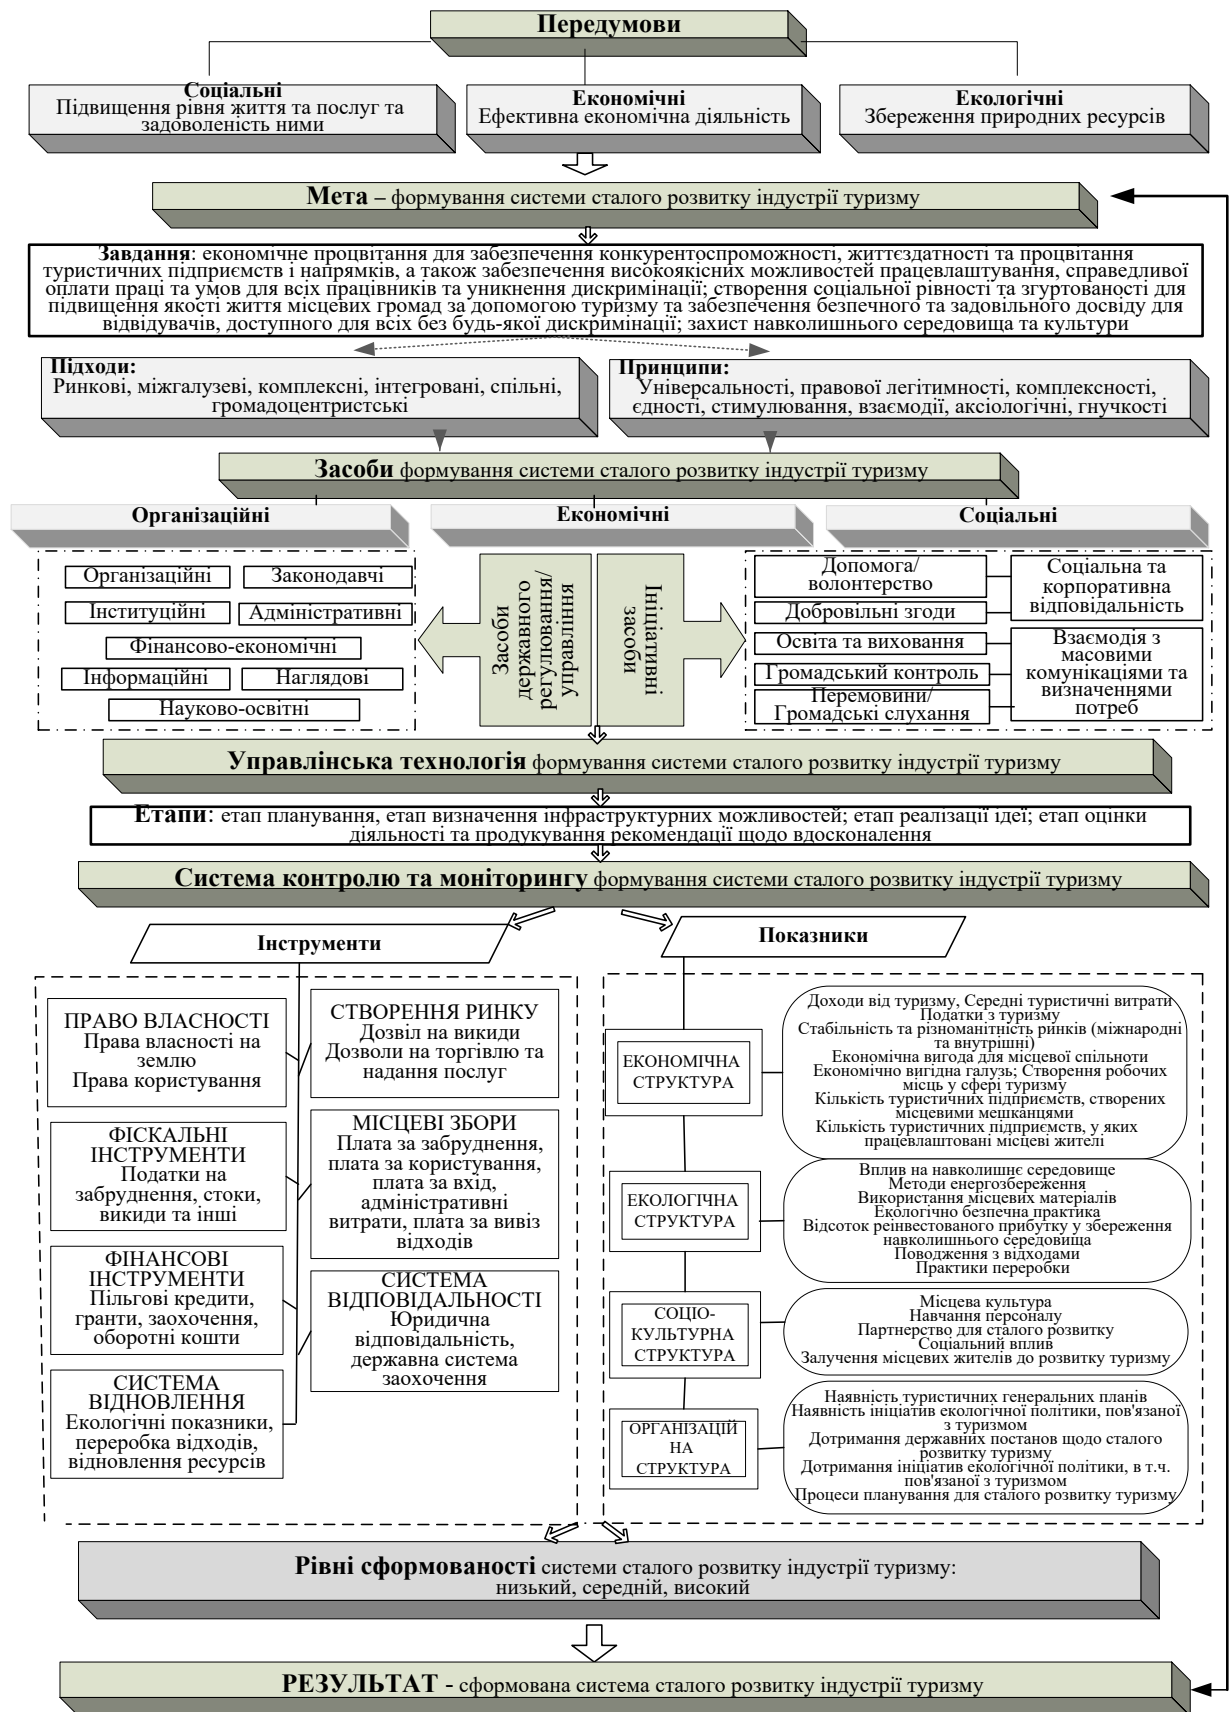 Передумови
Соціальні
Підвищення рівня життя та послуг та
задоволеність ними
Економічні
Ефективна економічна діяльність
Екологічні
Збереження природних ресурсів
Мета – формування системи сталого розвитку індустрії туризму
Завдання: економічне процвітання для забезпечення конкурентоспроможності, життєздатності та процвітання
туристичних підприємств і напрямків, а також забезпечення високоякісних можливостей працевлаштування, справедливої
оплати праці та умов для всіх працівників та уникнення дискримінації; створення соціальної рівності та згуртованості для
підвищення якості життя місцевих громад за допомогою туризму та забезпечення безпечного та задовільного досвіду для
відвідувачів, доступного для всіх без будь-якої дискримінації; захист навколишнього середовища та культури
Підходи:
Ринкові, міжгалузеві, комплексні, інтегровані, спільні,
громадоцентристські
Принципи:
Універсальності, правової легітимності, комплексності,
єдності, стимулювання, взаємодії, аксіологічні, гнучкості
Засоби формування системи сталого розвитку індустрії туризму
Організаційні
Економічні
Соціальні
Організаційні
Законодавчі
Інституційні
Адміністративні
Фінансово-економічні
Інформаційні
Наглядові
Науково-освітні
Засоби
державного
регулювання/
управління
Ініціативні
засоби
Допомога/
волонтерство
Добровільні згоди
Освіта та виховання
Громадський контроль
Перемовини/
Громадські слухання
Соціальна та
корпоративна
відповідальність
Взаємодія з
масовими
комунікаціями та
визначеннями
потреб
Управлінська технологія формування системи сталого розвитку індустрії туризму
Етапи: етап планування, етап визначення інфраструктурних можливостей; етап реалізації ідеї; етап оцінки
діяльності та продукування рекомендації щодо вдосконалення
Система контролю та моніторингу формування системи сталого розвитку індустрії туризму
Інструменти
Показники
ПРАВО ВЛАСНОСТІ
Права власності на
землю
Права користування
ФІСКАЛЬНІ
ІНСТРУМЕНТИ
Податки на
забруднення, стоки,
викиди та інші
ФІНАНСОВІ
ІНСТРУМЕНТИ
Пільгові кредити,
гранти, заохочення,
оборотні кошти
СИСТЕМА
ВІДНОВЛЕННЯ
Екологічні показники,
переробка відходів,
відновлення ресурсів
СТВОРЕННЯ РИНКУ
Дозвіл на викиди
Дозволи на торгівлю та
надання послуг
МІСЦЕВІ ЗБОРИ
Плата за забруднення,
плата за користування,
плата за вхід,
адміністративні
витрати, плата за вивіз
відходів
СИСТЕМА
ВІДПОВІДАЛЬНОСТІ
Юридична
відповідальність,
державна система
заохочення
ЕКОНОМІЧНА
СТРУКТУРА
Доходи від туризму, Середні туристичні витрати
Податки з туризму
Стабільність та різноманітність ринків (міжнародні
та внутрішні)
Економічна вигода для місцевої спільноти
Економічно вигідна галузь; Створення робочих
місць у сфері туризму
Кількість туристичних підприємств, створених
місцевими мешканцями
Кількість туристичних підприємств, у яких
працевлаштовані місцеві жителі
ЕКОЛОГІЧНА
СТРУКТУРА
Вплив на навколишнє середовище
Методи енергозбереження
Використання місцевих матеріалів
Екологічно безпечна практика
Відсоток реінвестованого прибутку у збереження
навколишнього середовища
Поводження з відходами
Практики переробки
СОЦІО-
КУЛЬТУРНА
СТРУКТУРА
Місцева культура
Навчання персоналу
Партнерство для сталого розвитку
Соціальний вплив
Залучення місцевих жителів до розвитку туризму
ОРГАНІЗАЦІЙ
НА
СТРУКТУРА
Наявність туристичних генеральних планів
Наявність ініціатив екологічної політики, пов'язаної
з туризмом
Дотримання державних постанов щодо сталого
розвитку туризму
Дотримання ініціатив екологічної політики, в т.ч.
пов'язаної з туризмом
Процеси планування для сталого розвитку туризму
Рівні сформованості системи сталого розвитку індустрії туризму:
низький, середній, високий
РЕЗУЛЬТАТ - сформована система сталого розвитку індустрії туризму